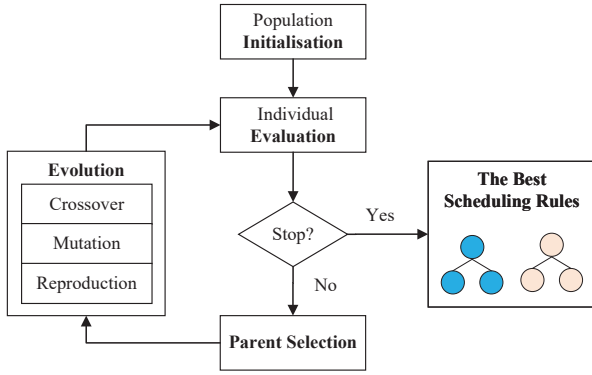 Population
Initialisation
Individual
Evaluation
Evolution
Crossover
Mutation
Reproduction
Stop?
Yes
No
The Best
Scheduling Rules
Parent Selection